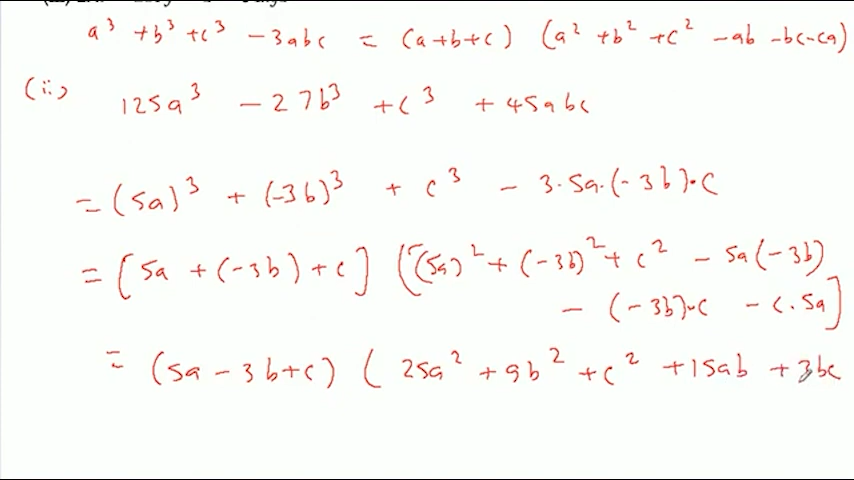 a³ + b³ + c³ - 3abc = (a+b+c) (a² + b² + c² - ab - bc - ca)
(ii) 125a³ - 27b³ + c³ + 45abc
= (5a)³ + (-3b)³ + c³ - 3·5a·(-3b)·c
= [5a + (-3b) + c] [(5a)² + (-3b)² + c² - 5a(-3b)
- (-3b)·c - c.5a]
= (5a - 3b + c) ( 25a² + 9b² + c² + 15ab + 3bc